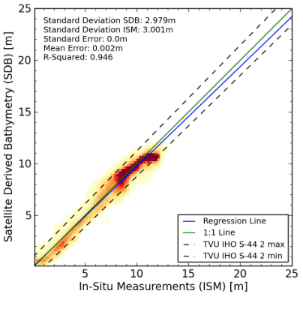 Standard Deviation SDB: 2.979m
Standard Deviation ISM: 3.001m
Standard Error: 0.0m
Mean Error: 0.002m
R-Squared: 0.946
25
20
15
10
5
Satellite Derived Bathymetry (SDB) [m]
Regression Line
1:1 Line
TVU IHO S-44 2 max
TVU IHO S-44 2 min
5 10 15 20 25
In-Situ Measurements (ISM) [m]